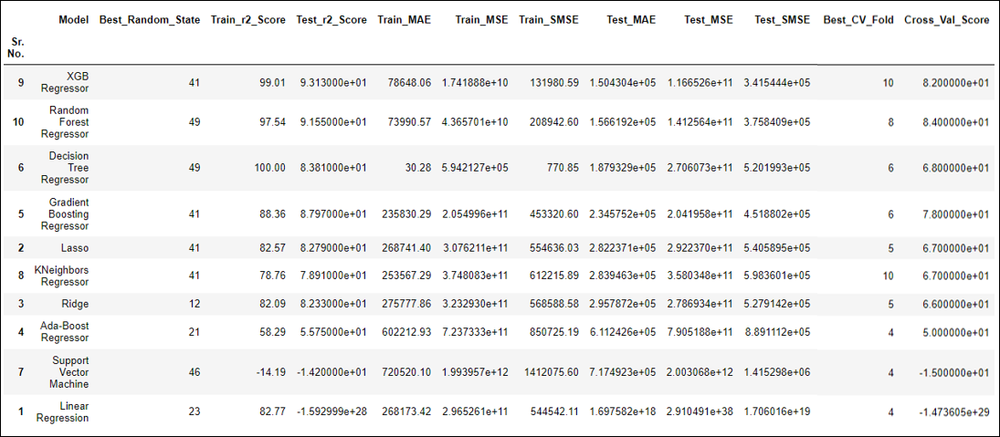 Model Best_Random_State Train_r2_Score Test_r2_Score Train_MAE Train_MSE Train_SMSE Test_MAE Test_MSE Test_SMSE Best_CV_Fold Cross_Val_Score
Sr.
No.
9 XGB Regressor 41 99.01 9.313000e+01 78648.06 1.741888e+10 131980.59 1.504304e+05 1.166526e+11 3.415444e+05 10 8.200000e+01
10 Random Forest Regressor 49 97.54 9.155000e+01 73990.57 4.365701e+10 208942.60 1.566192e+05 1.412564e+11 3.758409e+05 8 8.400000e+01
6 Decision Tree Regressor 49 100.00 8.381000e+01 30.28 5.942127e+05 770.85 1.879329e+05 2.706073e+11 5.201993e+05 6 6.800000e+01
5 Gradient Boosting Regressor 41 88.36 8.797000e+01 235830.29 2.054996e+11 453320.60 2.345752e+05 2.041958e+11 4.518802e+05 6 7.800000e+01
2 Lasso 41 82.57 8.279000e+01 268741.40 3.076211e+11 554636.03 2.822371e+05 2.922370e+11 5.405895e+05 5 6.700000e+01
8 KNeighbors Regressor 41 78.76 7.891000e+01 253567.29 3.748083e+11 612215.89 2.839463e+05 3.580348e+11 5.983601e+05 10 6.700000e+01
3 Ridge 12 82.09 8.233000e+01 275777.86 3.232930e+11 568588.58 2.957872e+05 2.786934e+11 5.279142e+05 5 6.600000e+01
4 Ada-Boost Regressor 21 58.29 5.575000e+01 602212.93 7.237333e+11 850725.19 6.112426e+05 7.905188e+11 8.891112e+05 4 5.000000e+01
7 Support Vector Machine 46 -14.19 -1.420000e+01 720520.10 1.993957e+12 1412075.60 7.174923e+05 2.003068e+12 1.415298e+06 4 -1.500000e+01
1 Linear Regression 23 82.77 -1.592999e+28 268173.42 2.965261e+11 544542.11 1.697582e+18 2.910491e+38 1.706016e+19 4 -1.473605e+29